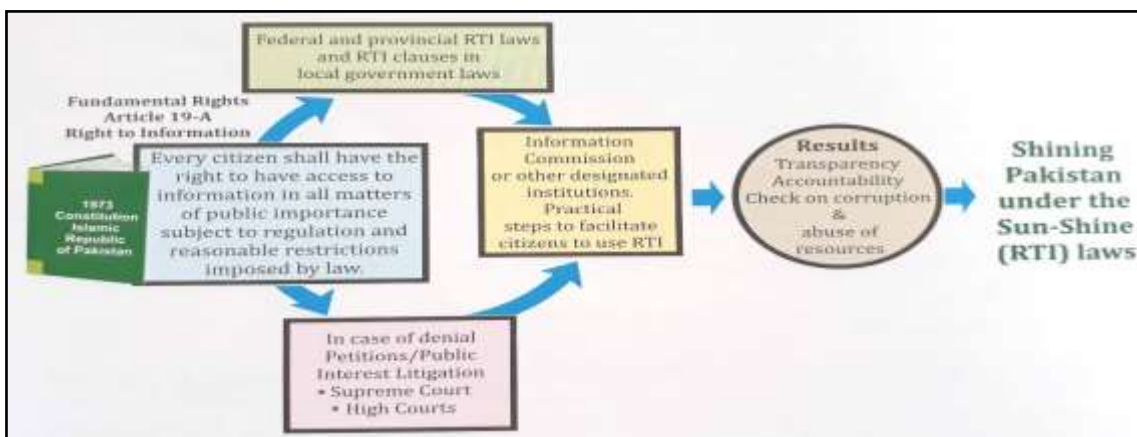 Federal and provincial RTI laws
and RTI clauses in
local government laws
Fundamental Rights
Article 19-A
Right to Information
1973
Constitution
Islamic
Republic
of Pakistan
Every citizen shall have the
right to have access to
information in all matters
of public importance
subject to regulation and
reasonable restrictions
imposed by law.
In case of denial
Petitions/Public
Interest Litigation
• Supreme Court
• High Courts
Information
Commission
or other designated
institutions.
Practical
steps to facilitate
citizens to use RTI
Results
Transparency
Accountability
Check on corruption
&
abuse of
resources
Shining
Pakistan
under the
Sun-Shine
(RTI) laws